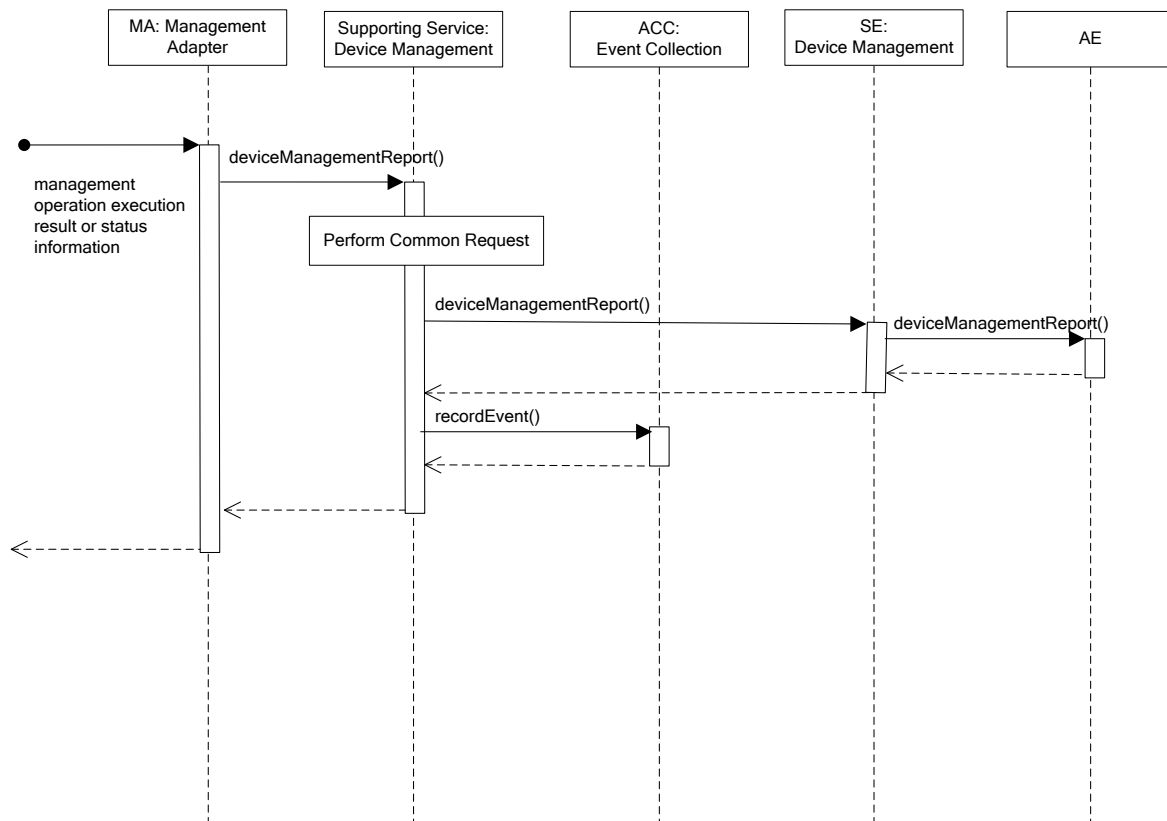 MA: Management
Adapter
Supporting Service:
Device Management
ACC:
Event Collection
SE:
Device Management
AE
deviceManagementReport()
management
operation execution
result or status
information
Perform Common Request
deviceManagementReport()
deviceManagementReport()
recordEvent()